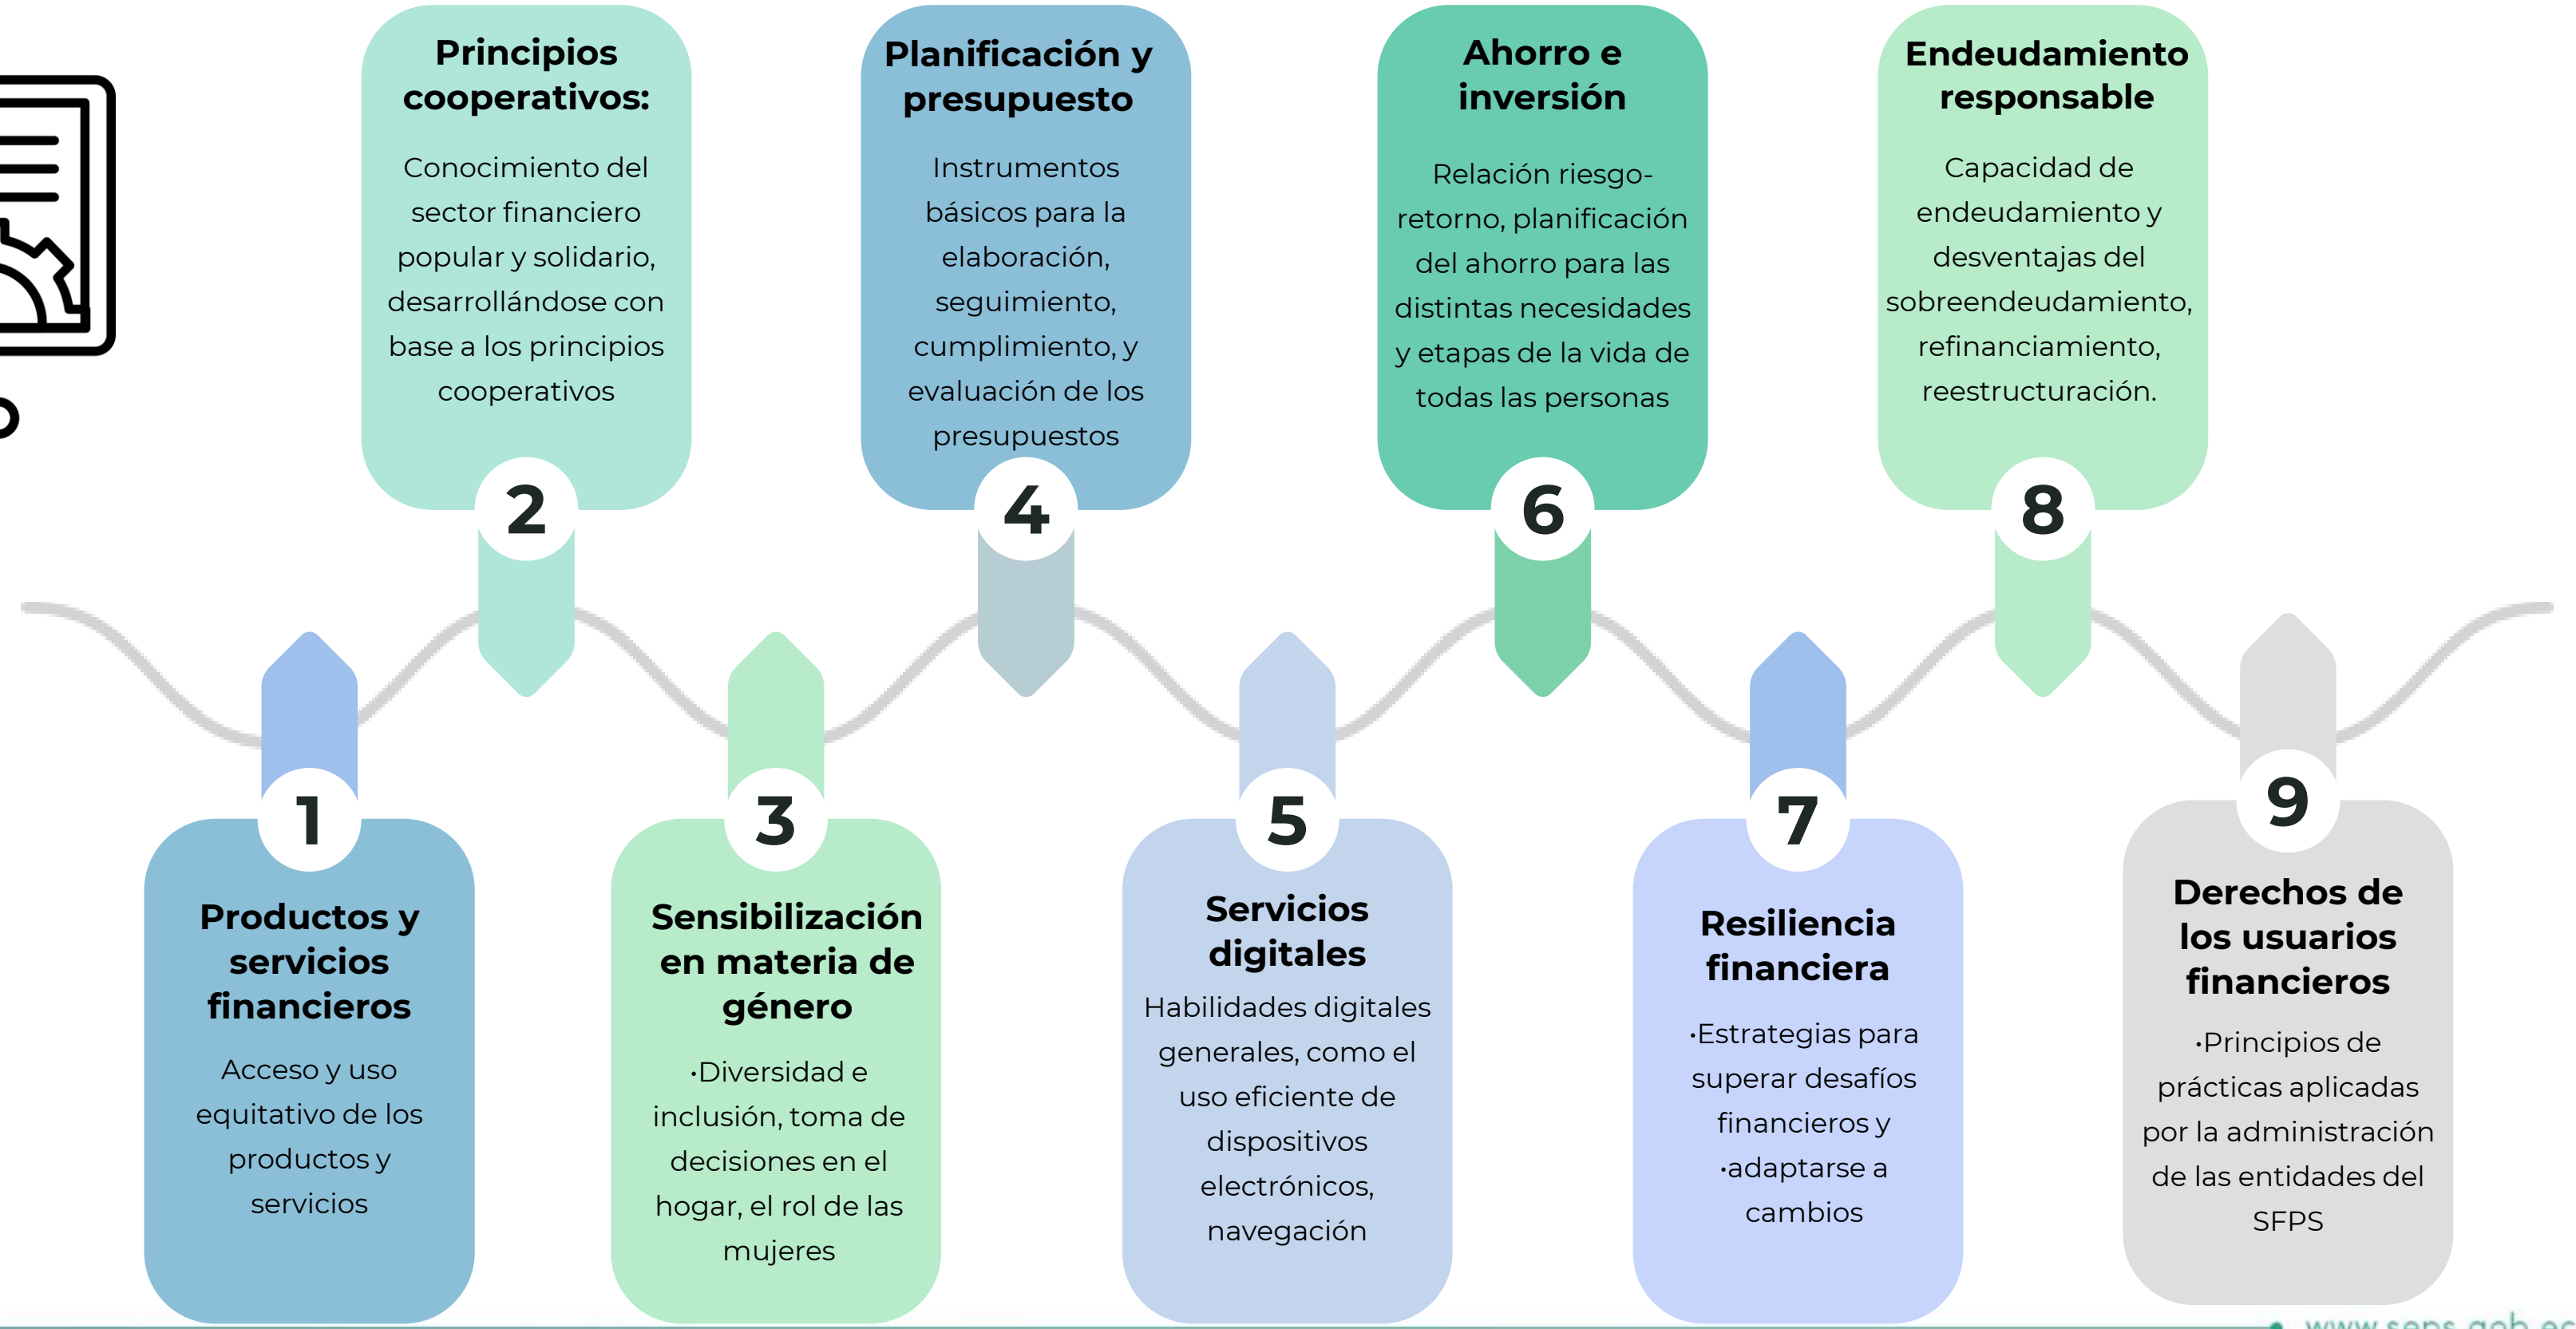 Principios
cooperativos:
Conocimiento del
sector financiero
popular y solidario,
desarrollándose con
base a los principios
cooperativos
2
Planificación y
presupuesto
Instrumentos
básicos para la
elaboración,
seguimiento,
cumplimiento, y
evaluación de los
presupuestos
4
Ahorro e
inversión
Relación riesgo-
retorno, planificación
del ahorro para las
distintas necesidades
y etapas de la vida de
todas las personas
6
Endeudamiento
responsable
Capacidad de
endeudamiento y
desventajas del
sobreendeudamiento,
refinanciamiento,
reestructuración.
8
1
Productos y
servicios
financieros
Acceso y uso
equitativo de los
productos y
servicios
3
Sensibilización
en materia de
género
•Diversidad e
inclusión, toma de
decisiones en el
hogar, el rol de las
mujeres
5
Servicios
digitales
Habilidades digitales
generales, como el
uso eficiente de
dispositivos
electrónicos,
navegación
7
Resiliencia
financiera
•Estrategias para
superar desafíos
financieros y
•adaptarse a
cambios
9
Derechos de
los usuarios
financieros
•Principios de
prácticas aplicadas
por la administración
de las entidades del
SFPS
www.seps.gob.ec